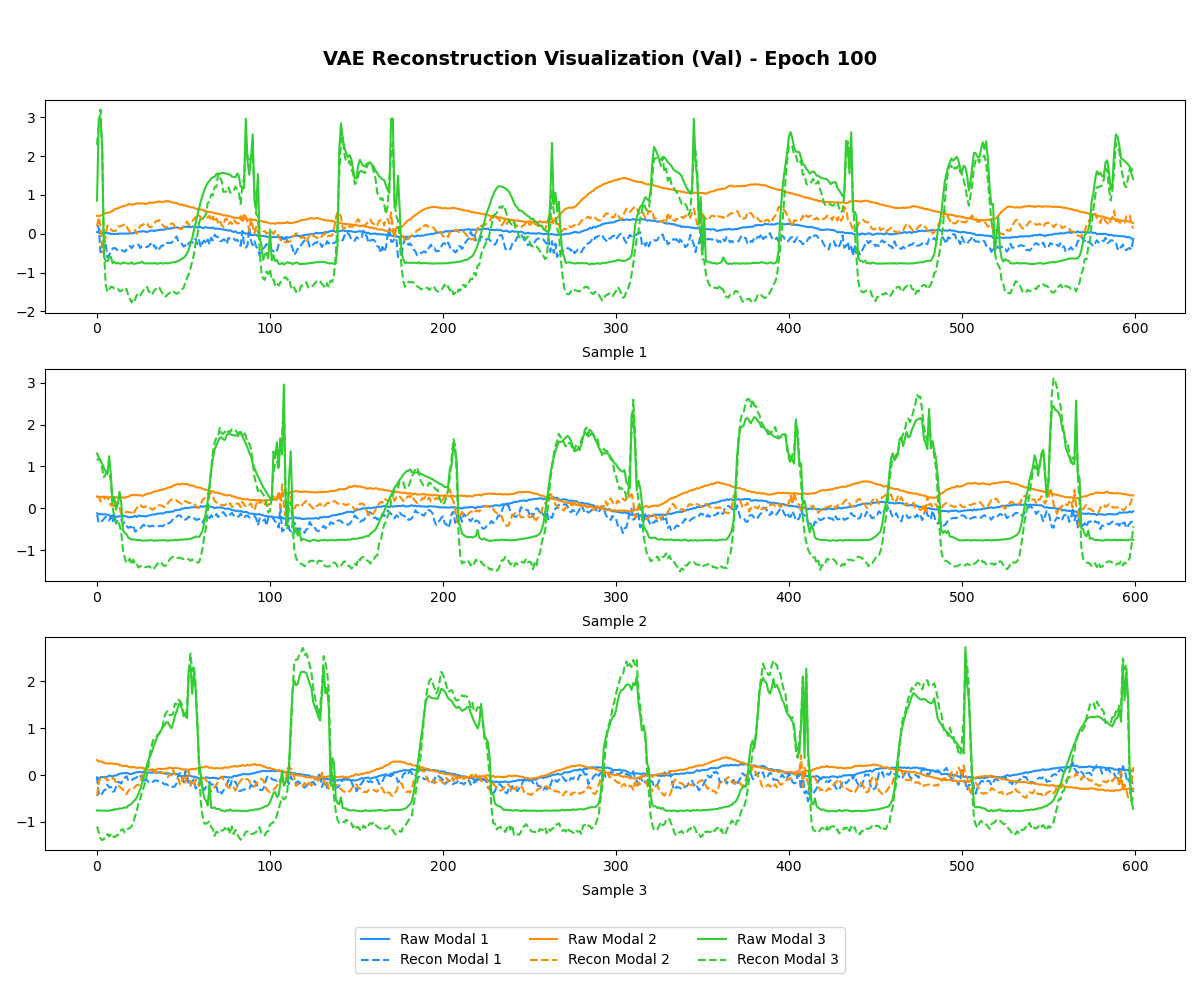 VAE Reconstruction Visualization (Val) - Epoch 100
3
2
1
0
−1
−2
0 100 200 300 400 500 600
Sample 1
3
2
1
0
−1
0 100 200 300 400 500 600
Sample 2
2
1
0
−1
0 100 200 300 400 500 600
Sample 3
Raw Modal 1 Raw Modal 2 Raw Modal 3
Recon Modal 1 Recon Modal 2 Recon Modal 3